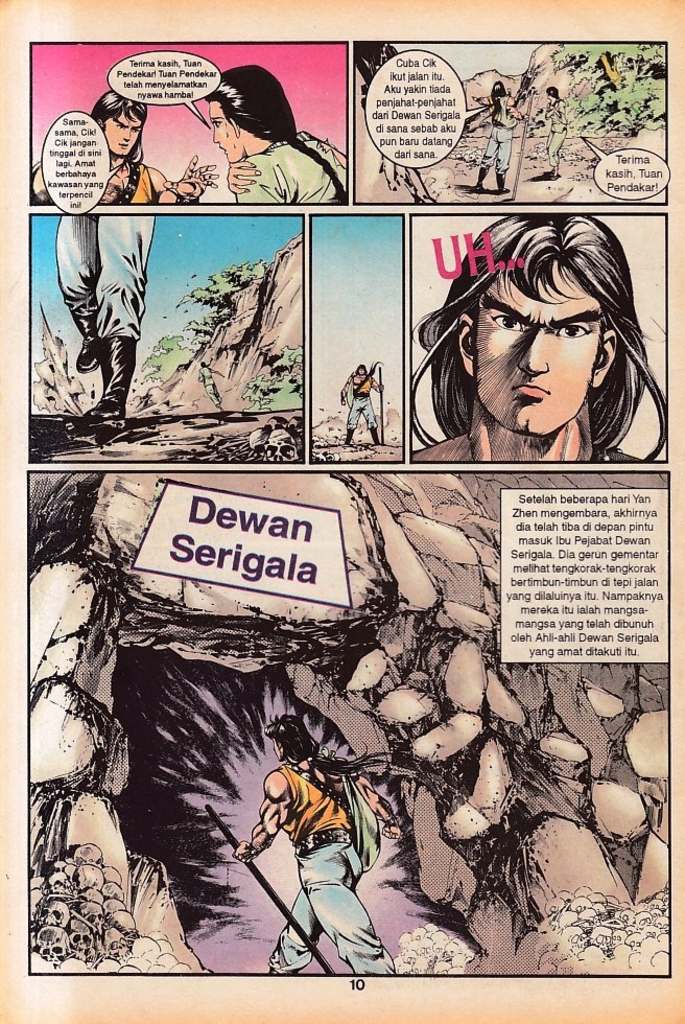 Terima kasih, Tuan
Pendekar! Tuan Pendekar
telah menyelamatkan
nyawa hamba!
Sama-
sama, Cik!
Cik jangan
tinggal di sini
lagi. Amat
berbahaya
kawasan yang
terpencil
ini!
Cuba Cik
ikut jalan itu.
Aku yakin tiada
penjahat-penjahat
dari Dewan Serigala
di sana sebab aku
pun baru datang
dari sana.
Terima
kasih, Tuan
Pendakar!
UH...
Dewan
Serigala
Setelah beberapa hari Yan
Zhen mengembara, akhirnya
dia telah tiba di depan pintu
masuk Ibu Pejabat Dewan
Serigala. Dia gerun gementar
melihat tengkorak-tengkorak
bertimbun-timbun di tepi jalan
yang dilaluinya itu. Nampaknya
mereka itu ialah mangsa-
mangsa yang telah dibunuh
oleh Ahli-ahli Dewan Serigala
yang amat ditakuti itu.
10